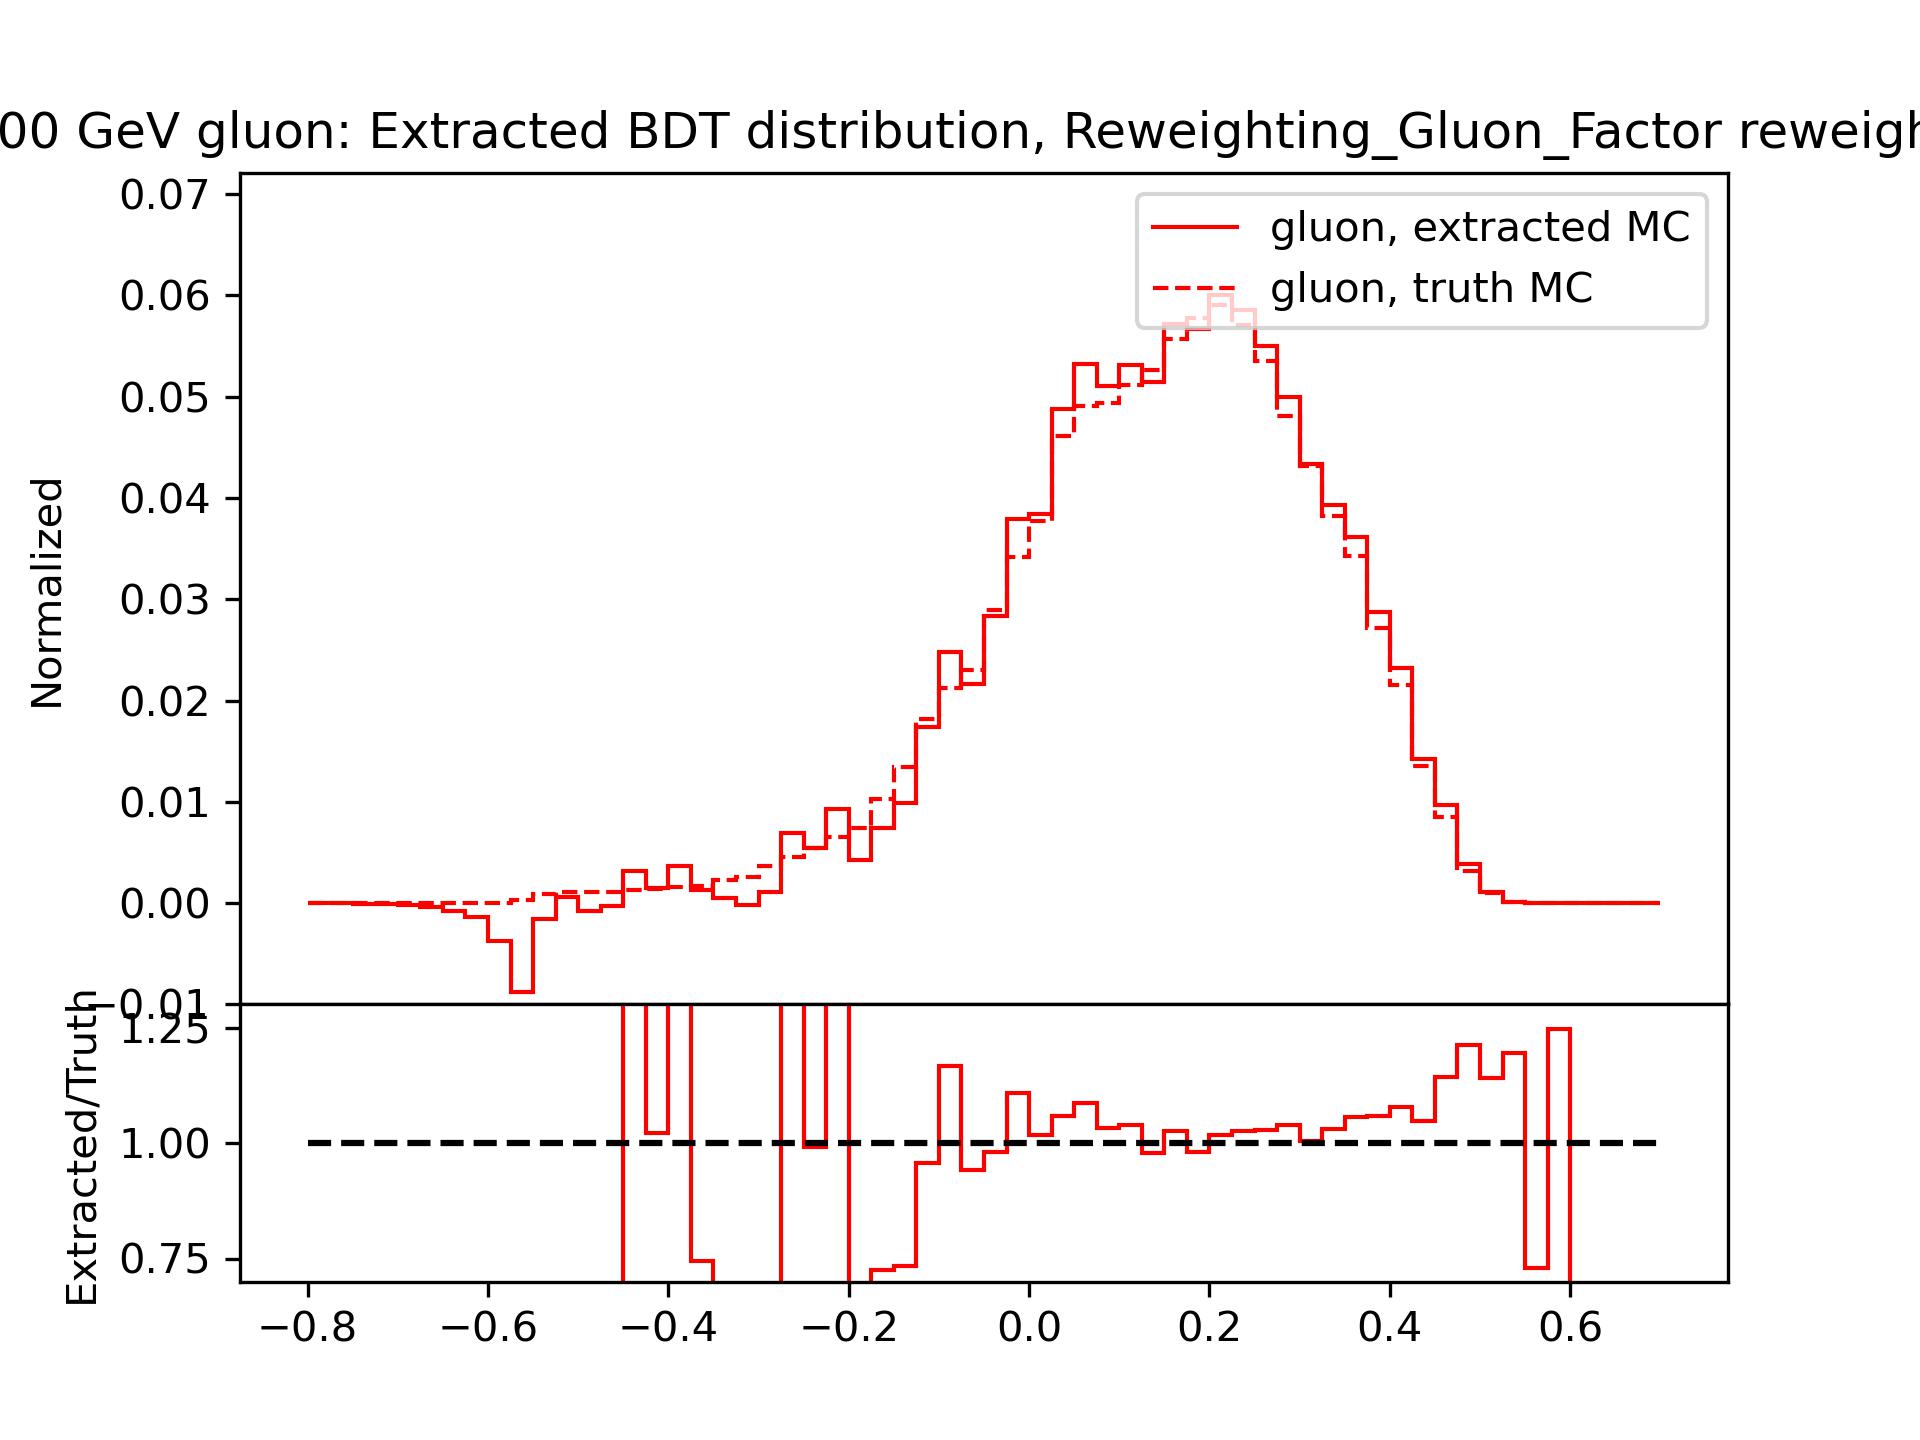 00 GeV gluon: Extracted BDT distribution, Reweighting_Gluon_Factor
gluon, extracted MC
gluon, truth MC
Normalized
0.07
0.06
0.05
0.04
0.03
0.02
0.01
0.00
−0.01
Extracted/Truth
1.25
1.00
0.75
−0.8 −0.6 −0.4 −0.2 0.0 0.2 0.4 0.6